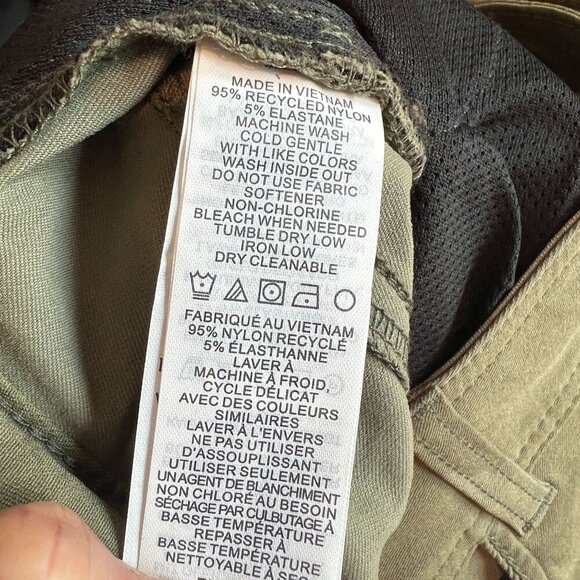 MADE IN VIETNAM
95% RECYCLED NYLON
5% ELASTANE
MACHINE WASH
COLD GENTLE
WITH LIKE COLORS
WASH INSIDE OUT
DO NOT USE FABRIC
SOFTENER
NON-CHLORINE
BLEACH WHEN NEEDED
TUMBLE DRY LOW
IRON LOW
DRY CLEANABLE
FABRIQUÉ AU VIETNAM
95% NYLON RECYCLÉ
5% ÉLASTHANNE
LAVER À
MACHINE À FROID,
CYCLE DÉLICAT
AVEC DES COULEURS
SIMILAIRES
LAVER À L'ENVERS
NE PAS UTILISER
D'ASSOUPLISSANT
UTILISER SEULEMENT
UN AGENT DE BLANCHIMENT
NON CHLORÉ AU BESOIN
SÉCHAGE PAR CULBUTAGE À
BASSE TEMPÉRATURE
REPASSER À
BASSE TEMPÉRATURE
NETTOYABLE À SEC